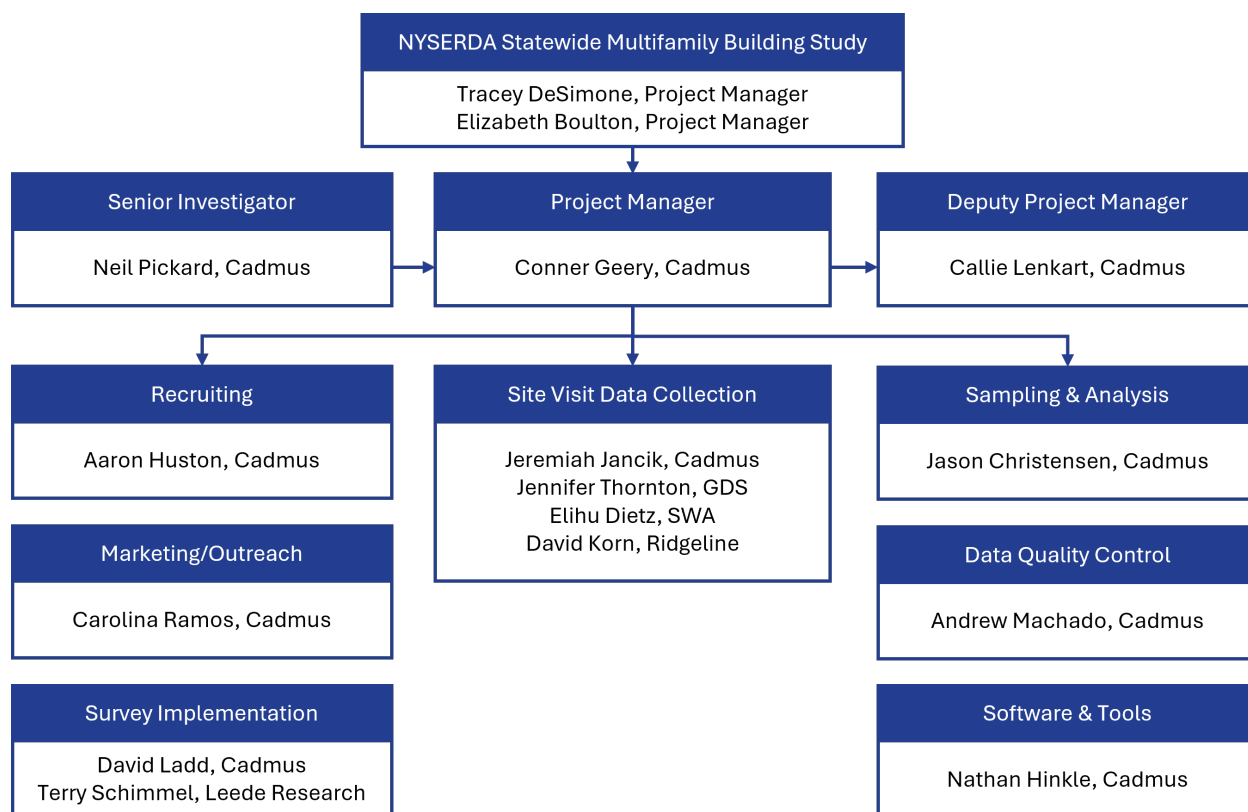 NYSERDA Statewide Multifamily Building Study
Tracey DeSimone, Project Manager
Elizabeth Boulton, Project Manager
Senior Investigator
Neil Pickard, Cadmus
Project Manager
Conner Geery, Cadmus
Deputy Project Manager
Callie Lenkart, Cadmus
Recruiting
Aaron Huston, Cadmus
Site Visit Data Collection
Jeremiah Jancik, Cadmus
Jennifer Thornton, GDS
Elihu Dietz, SWA
David Korn, Ridgeline
Sampling & Analysis
Jason Christensen, Cadmus
Marketing/Outreach
Carolina Ramos, Cadmus
Data Quality Control
Andrew Machado, Cadmus
Survey Implementation
David Ladd, Cadmus
Terry Schimmel, Leede Research
Software & Tools
Nathan Hinkle, Cadmus